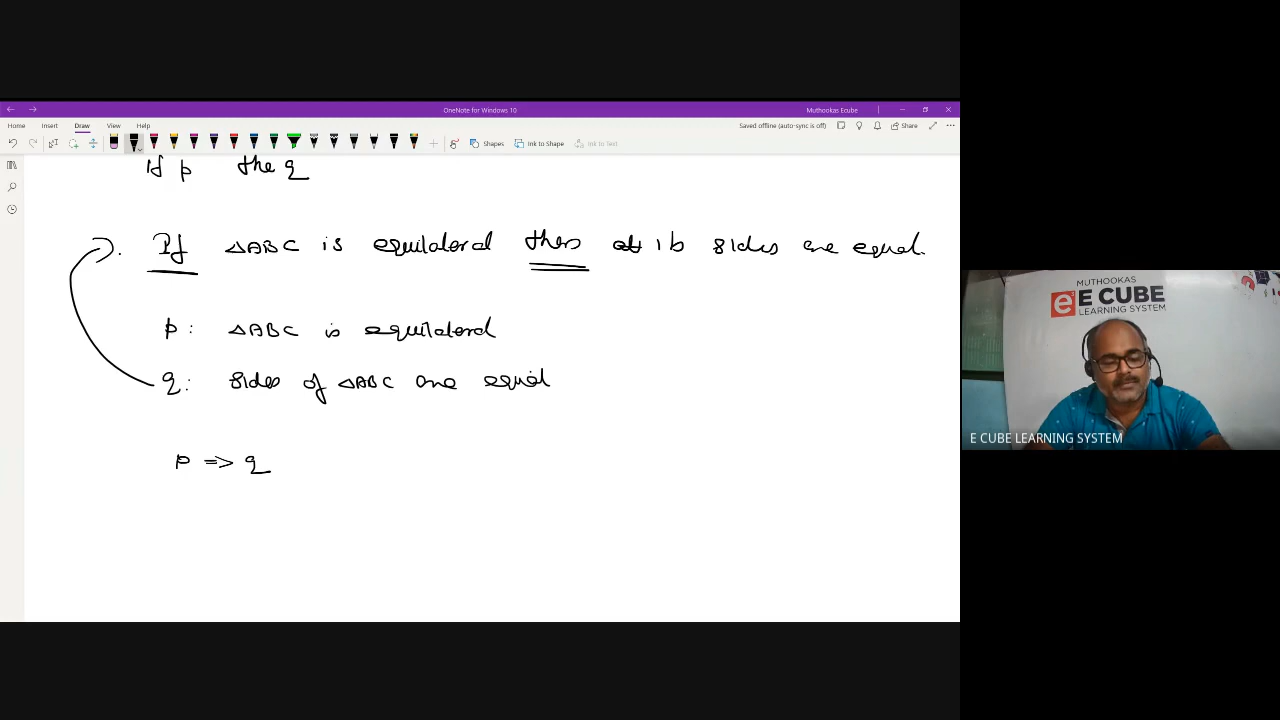 OneNote for Windows 10
Muthookas Ecube
Home Insert Draw View Help
Saved offline (auto-sync is off)
Share
Shapes Ink to Shape Ink to Text
If p the q
If △ABC is equilateral then its sides are equal.
p: △ABC is equilateral
q: sides of △ABC are equal
p => q
MUTHOOKAS
E CUBE
LEARNING SYSTEM
E CUBE LEARNING SYSTEM